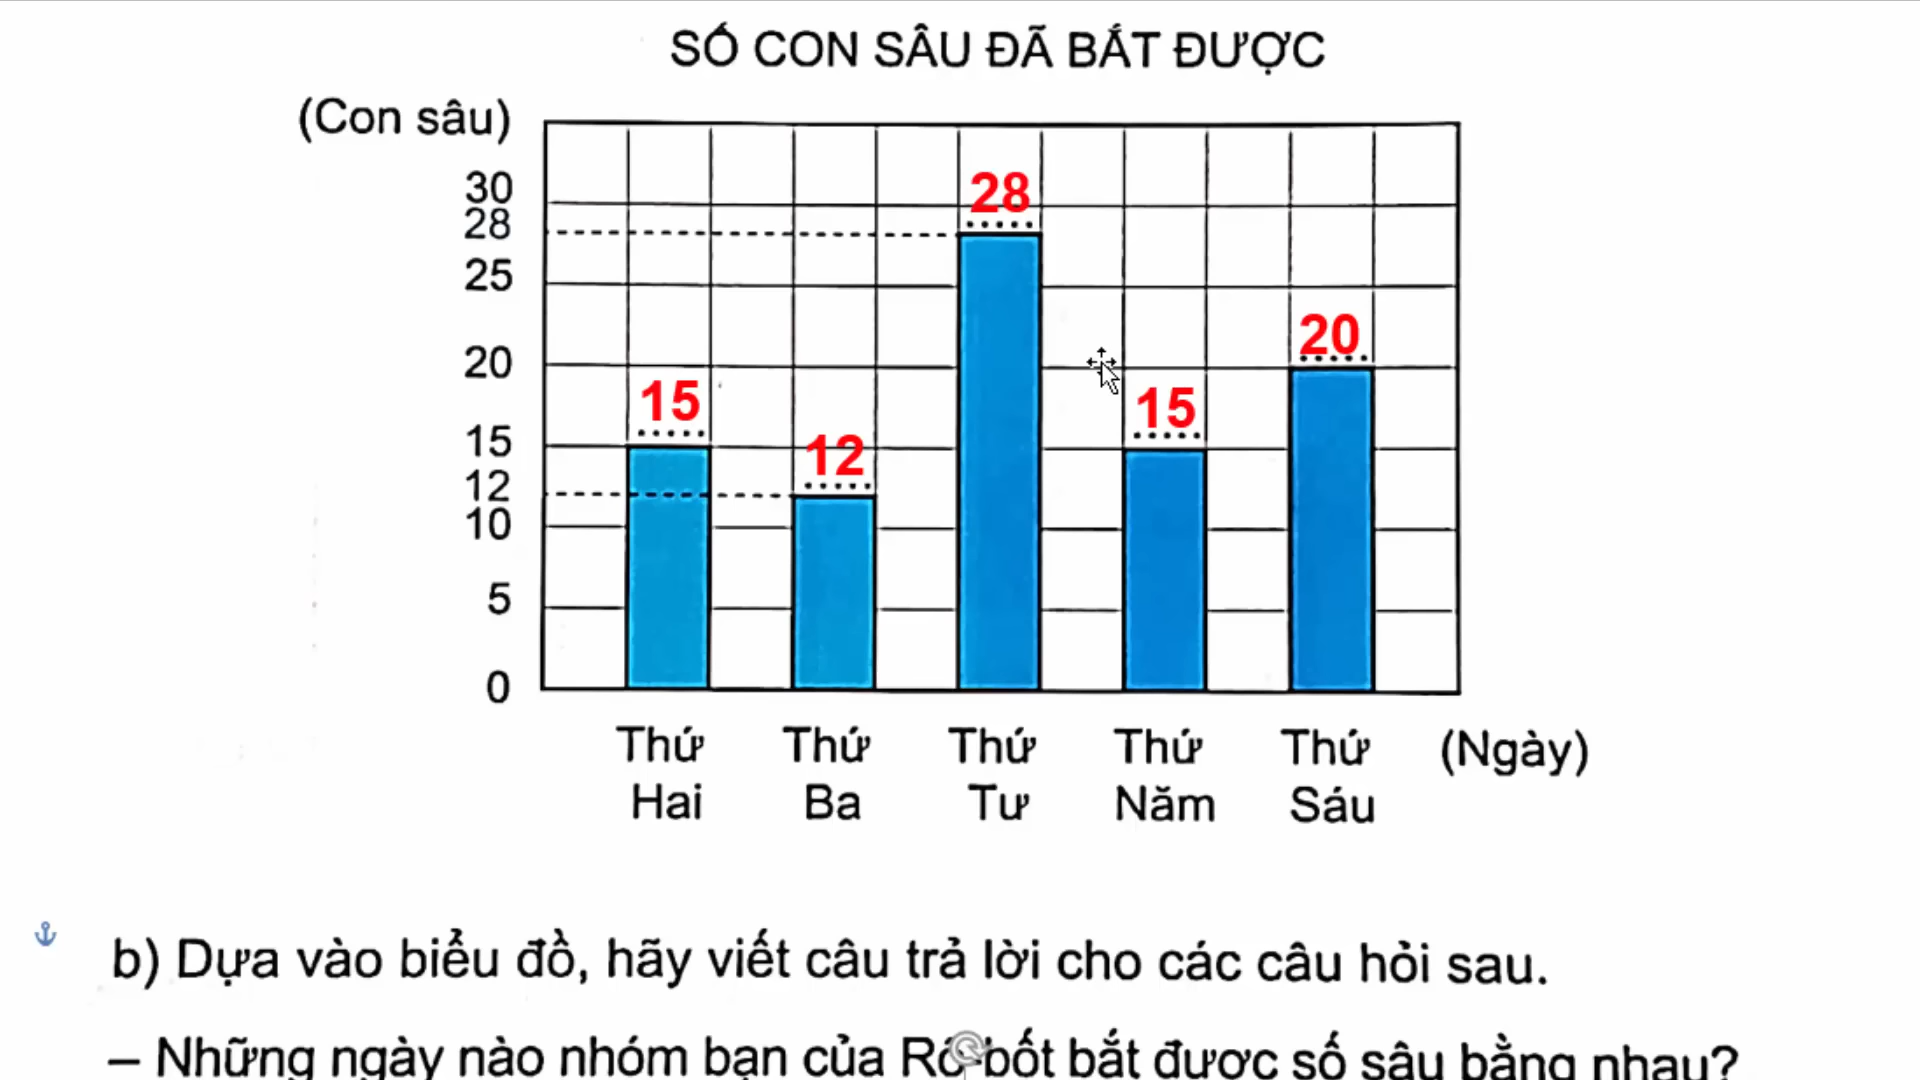 SỐ CON SÂU ĐÃ BẮT ĐƯỢC
(Con sâu)
30
28
28
25
20
20
15
15
15
12
12
10
5
0
Thứ Hai
Thứ Ba
Thứ Tư
Thứ Năm
Thứ Sáu
(Ngày)
b) Dựa vào biểu đồ, hãy viết câu trả lời cho các câu hỏi sau.
– Những ngày nào nhóm bạn của Rô-bốt bắt được số sâu bằng nhau?